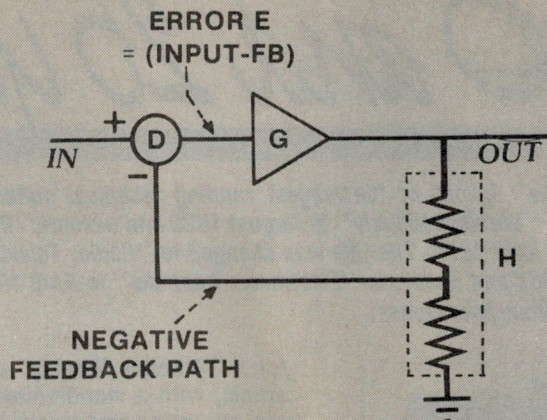 ERROR E
= (INPUT-FB)
+
D
G
IN
OUT
−
H
NEGATIVE
FEEDBACK PATH